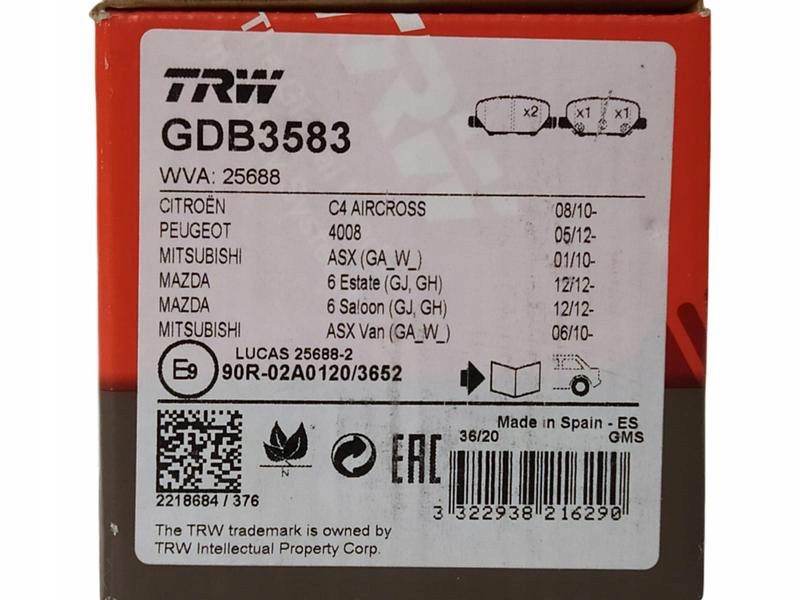 TRW
GDB3583
WVA: 25688
x2 x1 x1
CITROËN C4 AIRCROSS 08/10-
PEUGEOT 4008 05/12-
MITSUBISHI ASX (GA_W_) 01/10-
MAZDA 6 Estate (GJ, GH) 12/12-
MAZDA 6 Saloon (GJ, GH) 12/12-
MITSUBISHI ASX Van (GA_W_) 06/10-
LUCAS 25688-2
E9 90R-02A0120/3652
Made in Spain - ES
36/20 GMS
N
EAC
2218684 / 376
3 322938 216290
The TRW trademark is owned by
TRW Intellectual Property Corp.